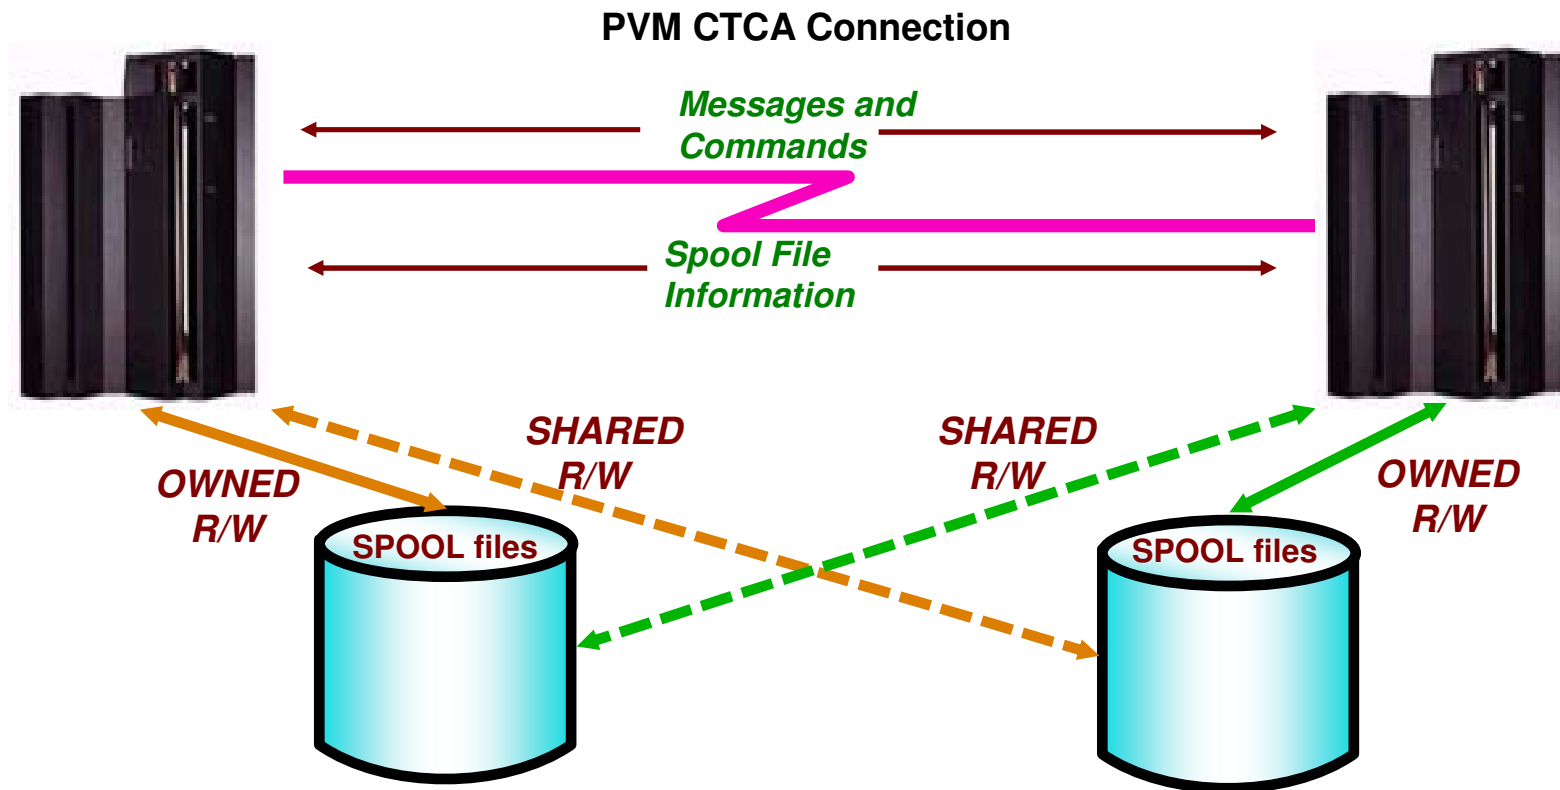 PVM CTCA Connection
Messages and
Commands
Spool File
Information
SHARED
R/W
SHARED
R/W
OWNED
R/W
OWNED
R/W
SPOOL files
SPOOL files